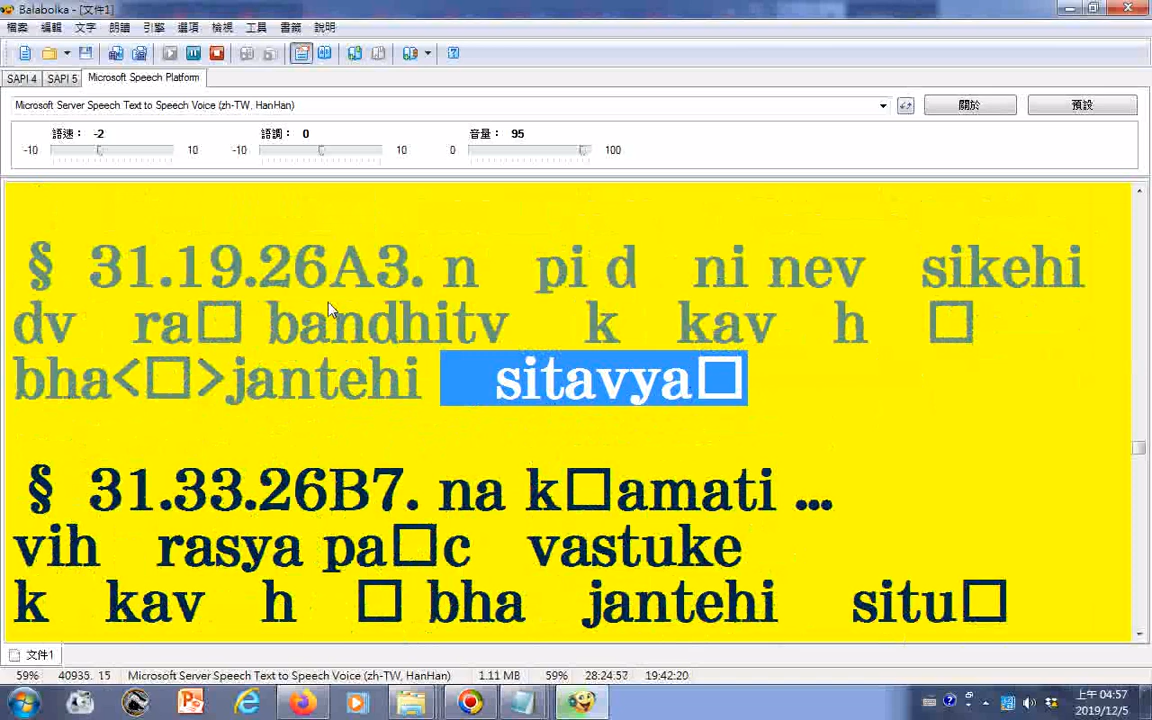 Balabolka - [文件1]
檔案 編輯 文字 朗讀 引擎 選項 檢視 工具 書籤 說明
SAPI 4 SAPI 5 Microsoft Speech Platform
Microsoft Server Speech Text to Speech Voice (zh-TW, HanHan) 關於 預設
語速： -2 語調： 0 音量： 95
-10 10 -10 10 0 100
§ 31.19.26A3. n pi d ni nev sikehi
dv ra□ bandhitv k kav h □
bha<□>jantehi sitavya□
§ 31.33.26B7. na k□amati ...
vih rasya pa□c vastuke
k kav h □ bha jantehi situ□
文件1
59% 40935. 15 Microsoft Server Speech Text to Speech Voice (zh-TW, HanHan) 1.11 MB 59% 28:24:57 19:42:20
上午 04:57
2019/12/5